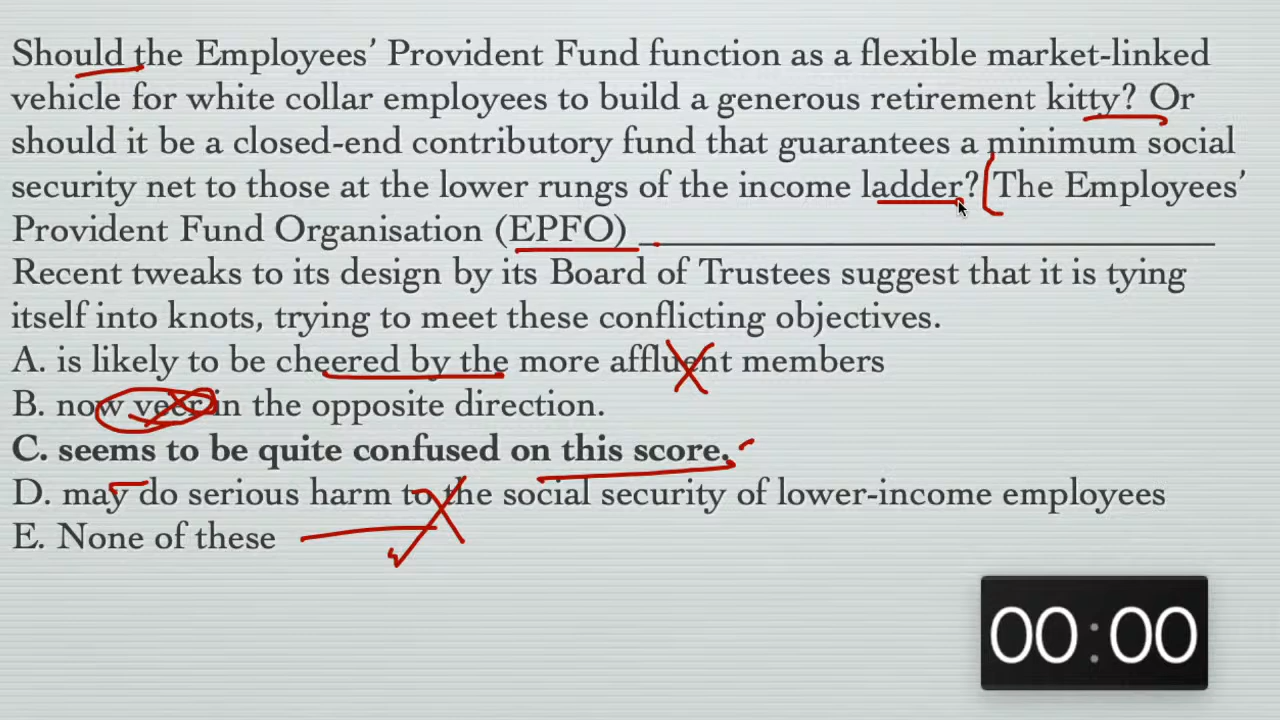 Should the Employees' Provident Fund function as a flexible market-linked
vehicle for white collar employees to build a generous retirement kitty? Or
should it be a closed-end contributory fund that guarantees a minimum social
security net to those at the lower rungs of the income ladder? The Employees'
Provident Fund Organisation (EPFO) ______________________________
Recent tweaks to its design by its Board of Trustees suggest that it is tying
itself into knots, trying to meet these conflicting objectives.
A. is likely to be cheered by the more affluent members
B. now veer in the opposite direction.
C. seems to be quite confused on this score.
D. may do serious harm to the social security of lower-income employees
E. None of these
00:00